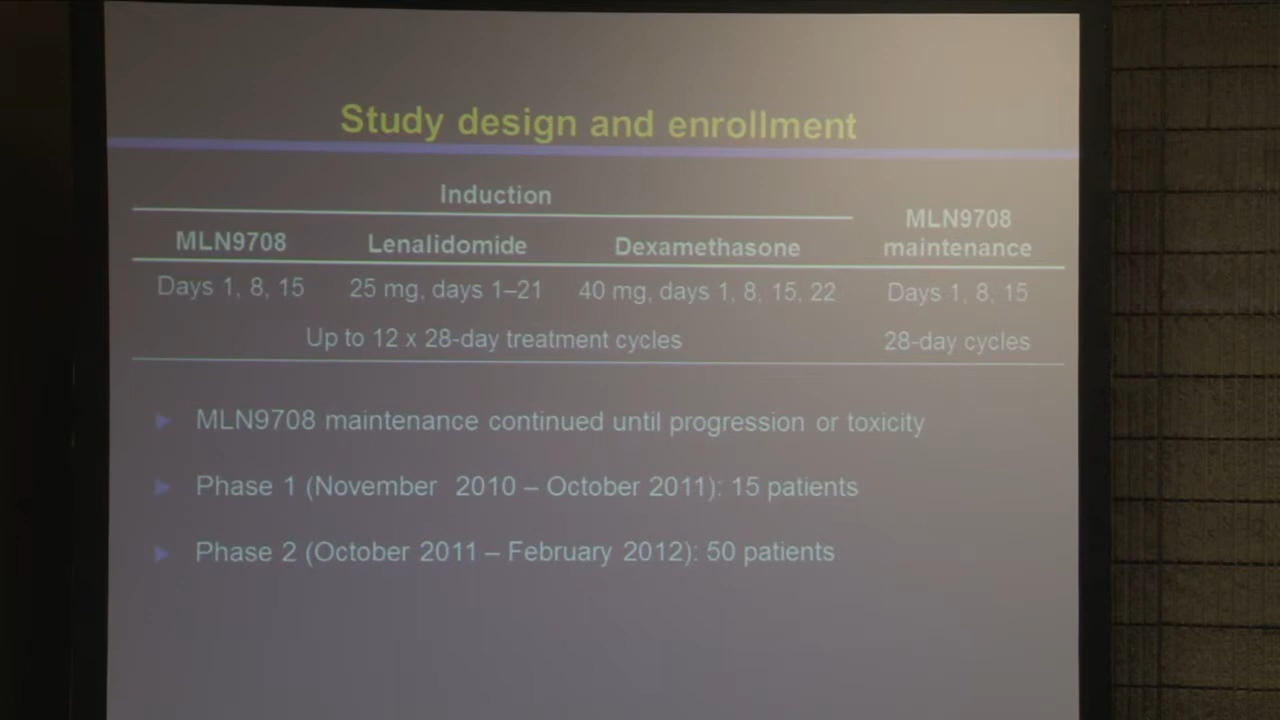 Study design and enrollment
Induction
MLN9708 maintenance
MLN9708 Lenalidomide Dexamethasone
Days 1, 8, 15 25 mg, days 1–21 40 mg, days 1, 8, 15, 22 Days 1, 8, 15
Up to 12 x 28-day treatment cycles 28-day cycles
MLN9708 maintenance continued until progression or toxicity
Phase 1 (November 2010 – October 2011): 15 patients
Phase 2 (October 2011 – February 2012): 50 patients